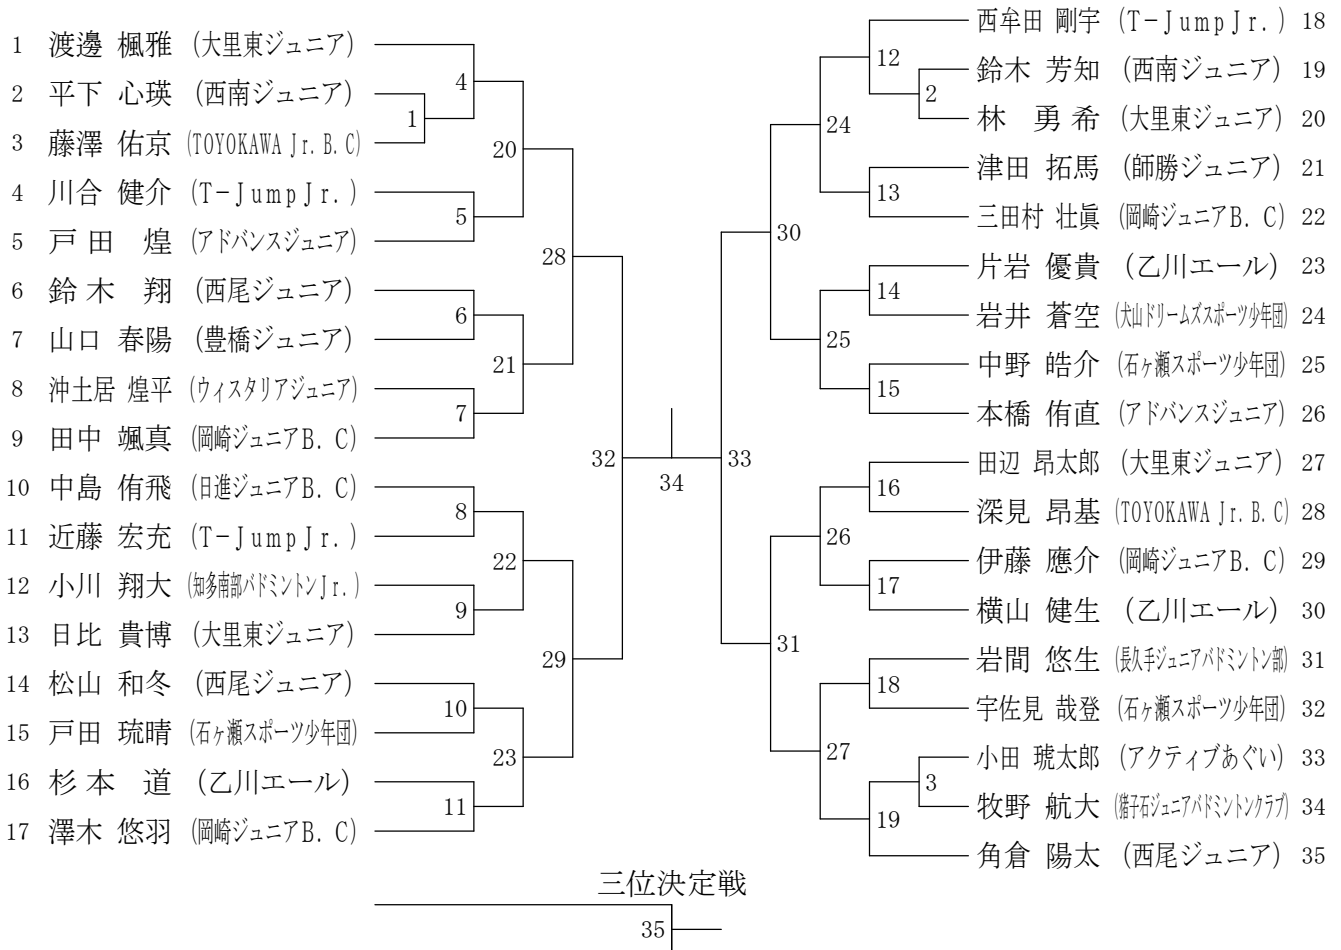 1 渡邊 楓雅 (大里東ジュニア)
2 平下 心瑛 (西南ジュニア)
3 藤澤 佑京 (TOYOKAWA Jr. B. C)
4 川合 健介 (T-JumpJr.)
5 戸田 煌 (アドバンスジュニア)
6 鈴木 翔 (西尾ジュニア)
7 山口 春陽 (豊橋ジュニア)
8 沖土居 煌平 (ウィスタリアジュニア)
9 田中 颯真 (岡崎ジュニアB. C)
10 中島 侑飛 (日進ジュニアB. C)
11 近藤 宏充 (T-JumpJr.)
12 小川 翔大 (知多南部バドミントンJr.)
13 日比 貴博 (大里東ジュニア)
14 松山 和冬 (西尾ジュニア)
15 戸田 琉晴 (石ヶ瀬スポーツ少年団)
16 杉本 道 (乙川エール)
17 澤木 悠羽 (岡崎ジュニアB. C)
1
4
5
6
7
8
9
10
11
20
21
22
23
28
29
32
34
33
30
31
24
25
26
27
12
13
14
15
16
17
18
19
2
3
西牟田 剛宇 (T-JumpJr.) 18
鈴木 芳知 (西南ジュニア) 19
林 勇希 (大里東ジュニア) 20
津田 拓馬 (師勝ジュニア) 21
三田村 壮眞 (岡崎ジュニアB. C) 22
片岩 優貴 (乙川エール) 23
岩井 蒼空 (犬山ドリームズスポーツ少年団) 24
中野 皓介 (石ヶ瀬スポーツ少年団) 25
本橋 侑直 (アドバンスジュニア) 26
田辺 昂太郎 (大里東ジュニア) 27
深見 昂基 (TOYOKAWA Jr. B. C) 28
伊藤 應介 (岡崎ジュニアB. C) 29
横山 健生 (乙川エール) 30
岩間 悠生 (長久手ジュニアバドミントン部) 31
宇佐見 哉登 (石ヶ瀬スポーツ少年団) 32
小田 琥太郎 (アクティブあぐい) 33
牧野 航大 (猪子石ジュニアバドミントンクラブ) 34
角倉 陽太 (西尾ジュニア) 35
三位決定戦
35